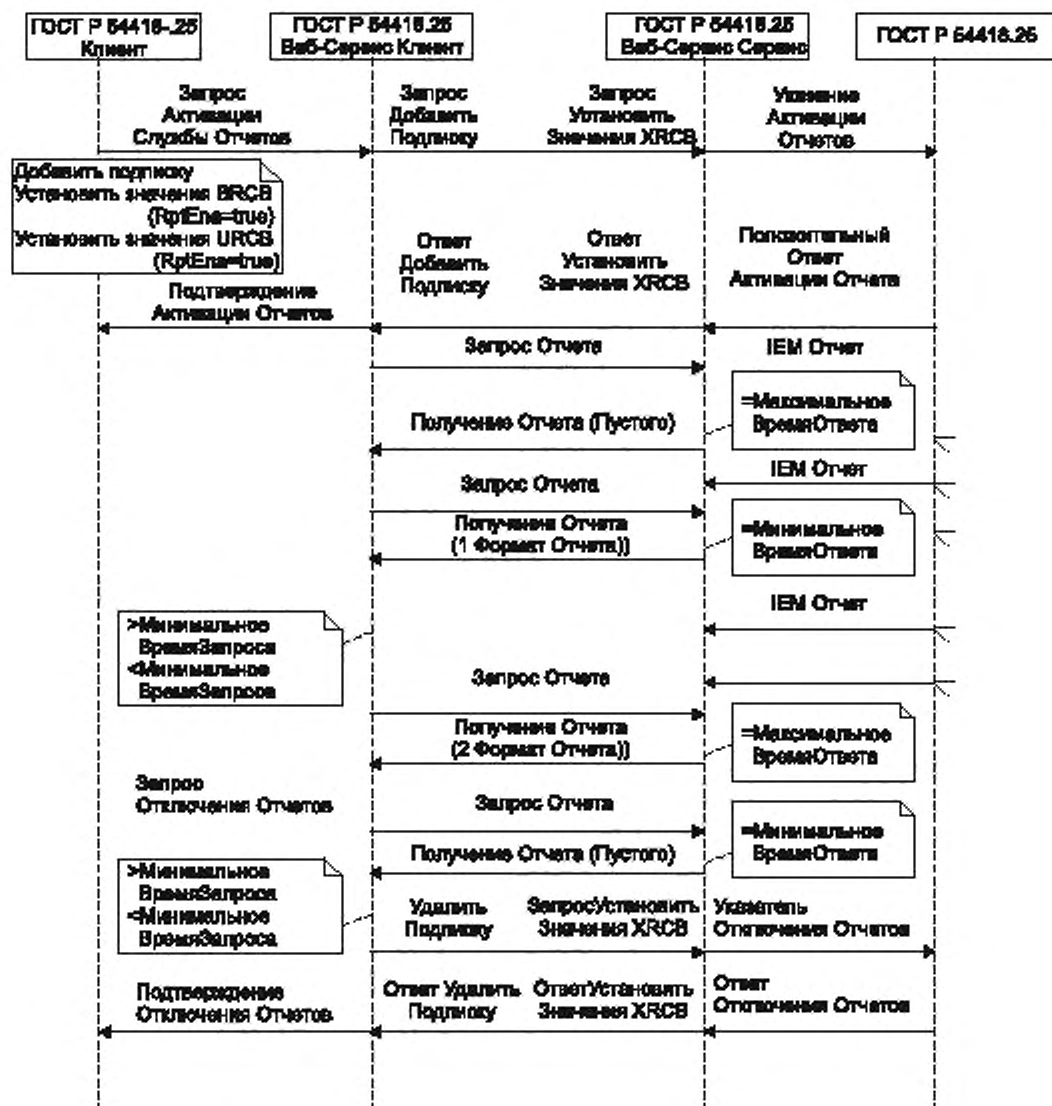 ГОСТ Р 54418-.25
Клиент
ГОСТ Р 54418.25
Веб-Сервис Клиент
ГОСТ Р 54418.25
Веб-Сервис Сервис
ГОСТ Р 54418.25
Запрос
Активации
Службы Отчетов
Запрос
Добавить
Подписку
Запрос
Установить
Значения XRCB
Указание
Активации
Отчетов
Добавить подписку
Установить значения BRCB
(RptEna=true)
Установить значения URCB
(RptEna=true)
Ответ
Добавить
Подписку
Ответ
Установить
Значения XRCB
Положительный
Ответ
Активации Отчета
Подтверждение
Активации Отчетов
Запрос Отчета
IEM Отчет
=Максимальное
ВремяОтвета
Получение Отчета (Пустого)
IEM Отчет
Запрос Отчета
Получение Отчета
(1 Формат Отчета))
=Минимальное
ВремяОтвета
IEM Отчет
>Минимальное
ВремяЗапроса
<Минимальное
ВремяЗапроса
Запрос Отчета
Получение Отчета
(2 Формат Отчета))
=Максимальное
ВремяОтвета
Запрос
Отключения Отчетов
Запрос Отчета
=Минимальное
ВремяОтвета
Получение Отчета (Пустого)
>Минимальное
ВремяЗапроса
<Минимальное
ВремяЗапроса
Удалить
Подписку
ЗапросУстановить
Значения XRCB
Указатель
Отключения Отчетов
Подтверждение
Отключения Отчетов
Ответ Удалить
Подписку
ОтветУстановить
Значения XRCB
Ответ
Отключения Отчетов